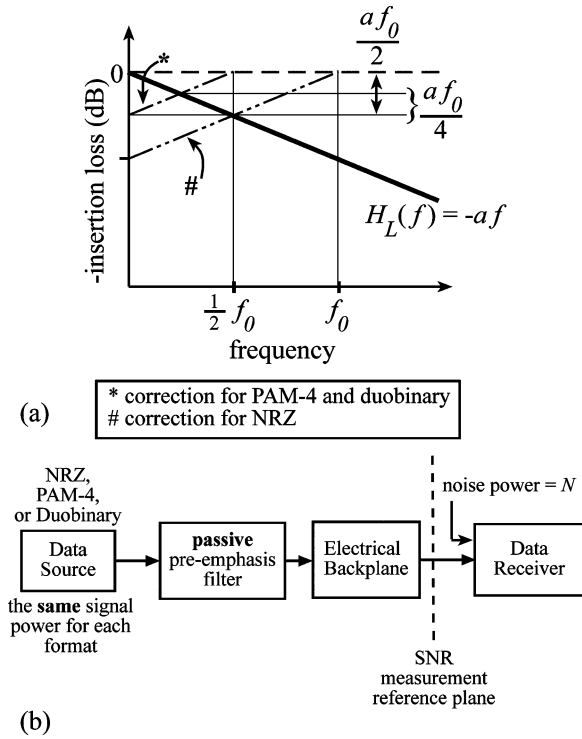 af0
2
*
0
af0
4
-insertion loss (dB)
#
HL(f) = -af
1
2
f0
f0
frequency
(a)
* correction for PAM-4 and duobinary
# correction for NRZ
NRZ,
PAM-4,
or Duobinary
Data
Source
the same signal
power for each
format
passive
pre-emphasis
filter
Electrical
Backplane
noise power = N
Data
Receiver
SNR
measurement
reference plane
(b)